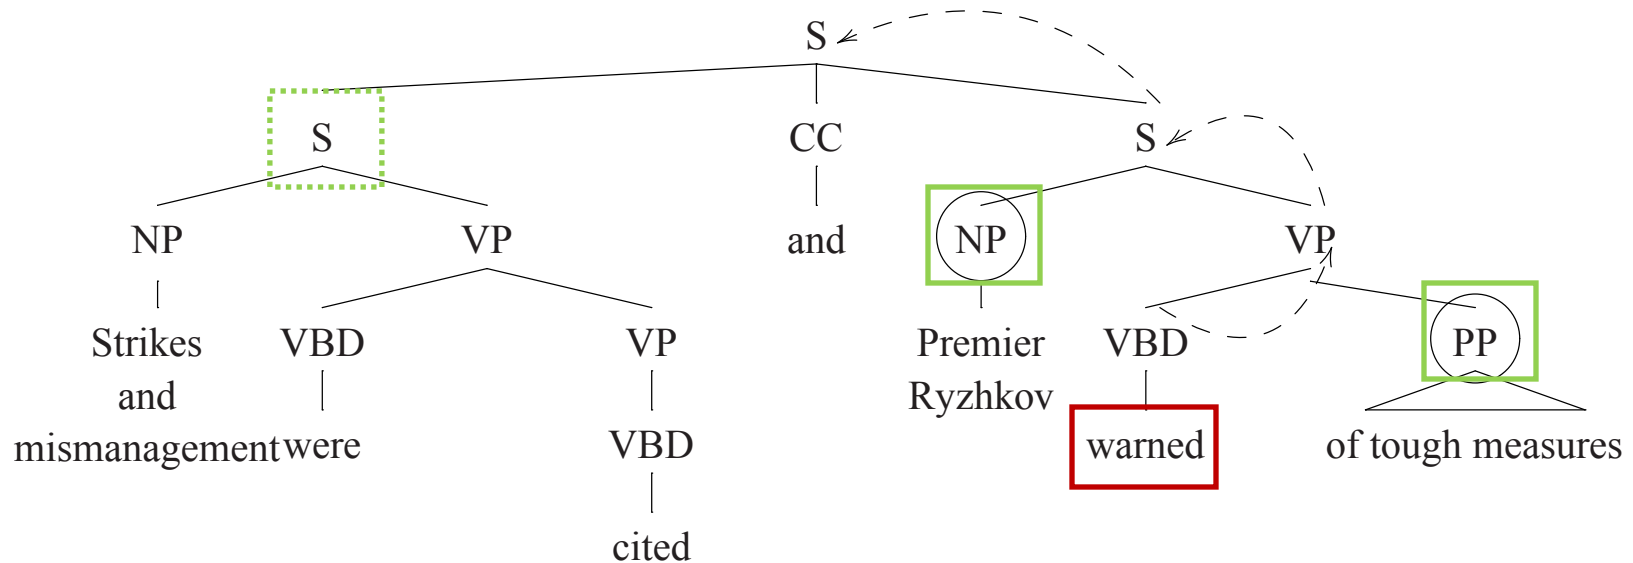 S
S CC S
NP VP and NP VP
Strikes VBD VP Premier VBD PP
and Ryzhkov
mismanagement were VBD warned of tough measures
cited